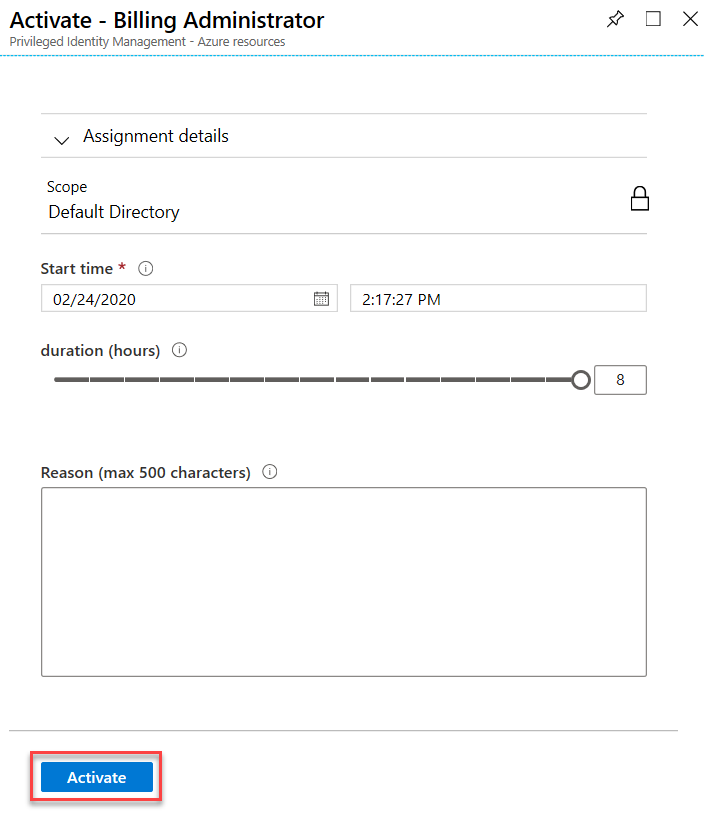 Activate - Billing Administrator
Privileged Identity Management - Azure resources
Assignment details
Scope
Default Directory
Start time *
02/24/2020 2:17:27 PM
duration (hours)
8
Reason (max 500 characters)
Activate